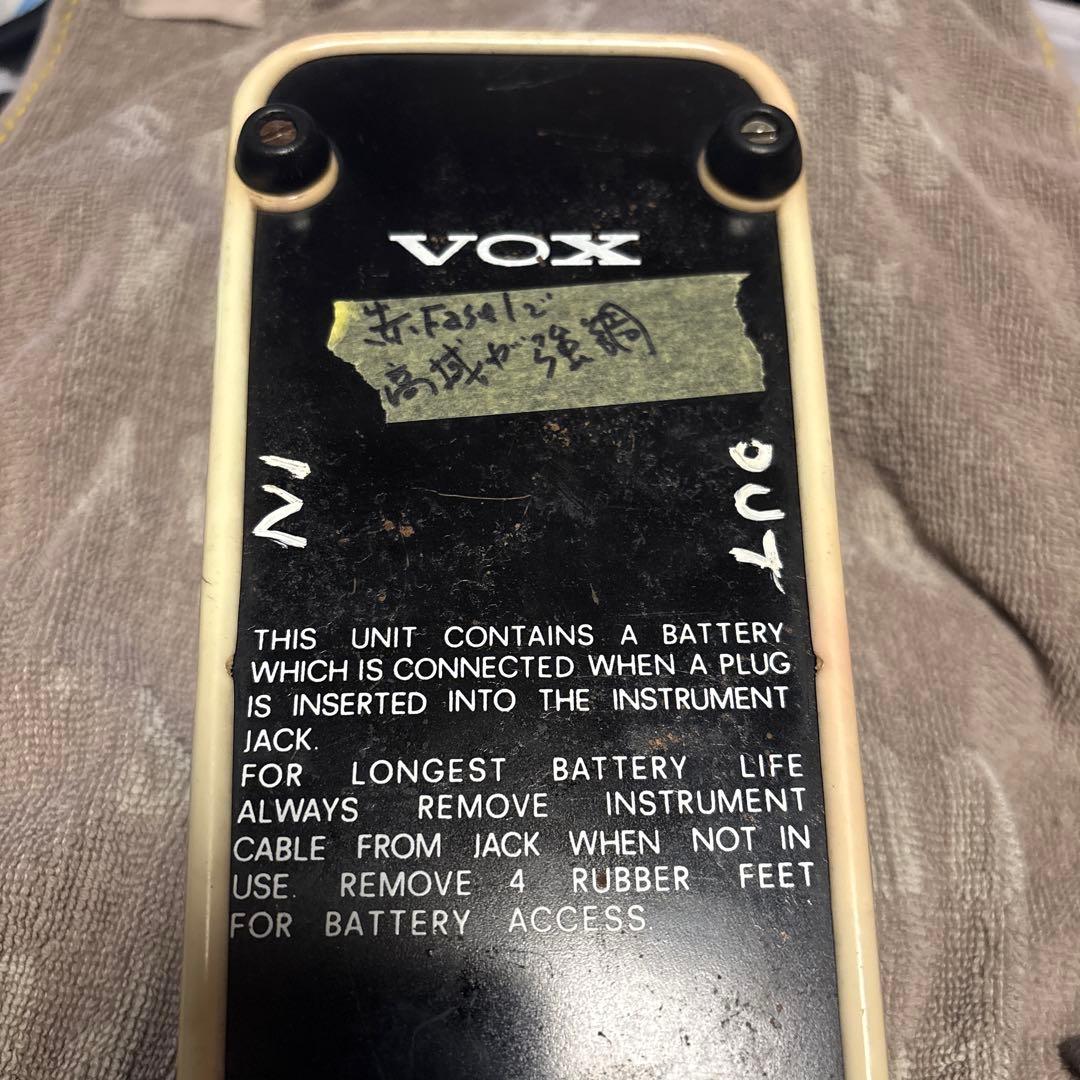 VOX
赤Faselで
高域が強調
IN
OUT
THIS UNIT CONTAINS A BATTERY
WHICH IS CONNECTED WHEN A PLUG
IS INSERTED INTO THE INSTRUMENT
JACK.
FOR LONGEST BATTERY LIFE
ALWAYS REMOVE INSTRUMENT
CABLE FROM JACK WHEN NOT IN
USE. REMOVE 4 RUBBER FEET
FOR BATTERY ACCESS